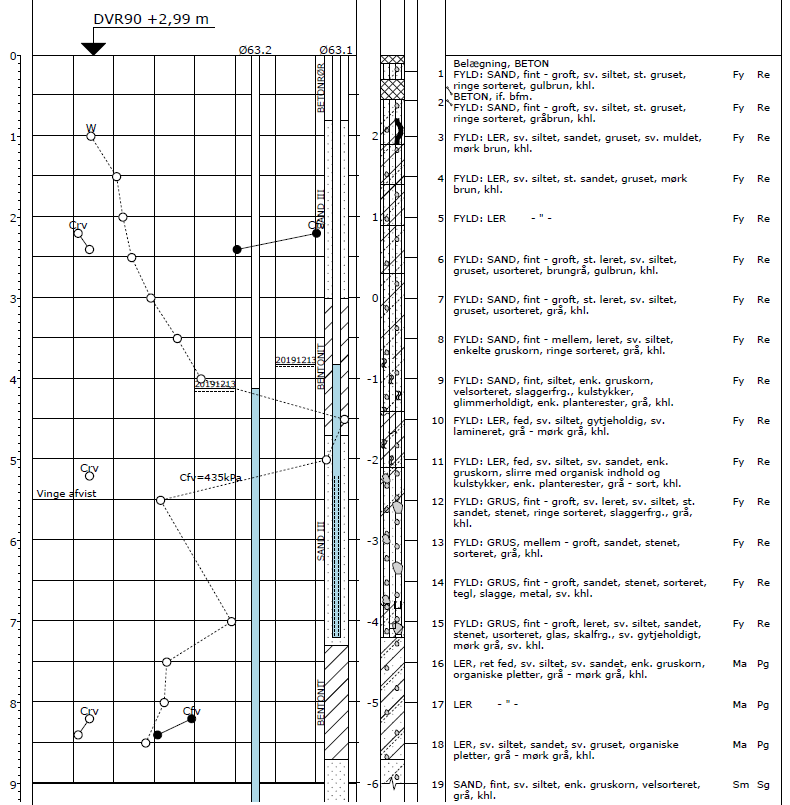 DVR90 +2,99 m
Ø63.2 Ø63.1
0
BETONRØR
Belægning, BETON
1 FYLD: SAND, fint - groft, sv. siltet, st. gruset, Fy Re
ringe sorteret, gulbrun, khl.
BETON, if. bfm.
2 FYLD: SAND, fint - groft, sv. siltet, st. gruset, Fy Re
ringe sorteret, gråbrun, khl.
1 W 2
3 FYLD: LER, sv. siltet, sandet, gruset, sv. muldet, Fy Re
mørk brun, khl.
4 FYLD: LER, sv. siltet, st. sandet, gruset, mørk Fy Re
brun, khl.
SAND III
2 1
5 FYLD: LER - " - Fy Re
Crv
6 FYLD: SAND, fint - groft, st. leret, sv. siltet, Fy Re
gruset, usorteret, brungrå, gulbrun, khl.
3 0
7 FYLD: SAND, fint - groft, st. leret, sv. siltet, Fy Re
gruset, usorteret, grå, khl.
8 FYLD: SAND, fint - mellem, leret, sv. siltet, Fy Re
enkelte gruskorn, ringe sorteret, grå, khl.
20191213
BENTONIT
4 20191213 -1
9 FYLD: SAND, fint, siltet, enk. gruskorn, Fy Re
velsorteret, slaggerfrg., kulstykker,
glimmerholdigt, enk. planterester, grå, khl.
10 FYLD: LER, fed, sv. siltet, gytjeholdig, sv. Fy Re
lamineret, grå - mørk grå, khl.
5 -2
11 FYLD: LER, fed, sv. siltet, sv. sandet, enk. Fy Re
gruskorn, slirre med organisk indhold og
kulstykker, enk. planterester, grå - sort, khl.
Crv
Cfv=435kPa
Vinge afvist
12 FYLD: GRUS, fint - groft, sv. leret, sv. siltet, st. Fy Re
sandet, stenet, ringe sorteret, slaggerfrg., grå,
khl.
SAND III
6 -3
13 FYLD: GRUS, mellem - groft, sandet, stenet, Fy Re
sorteret, grå, khl.
14 FYLD: GRUS, fint - groft, sandet, stenet, sorteret, Fy Re
tegl, slagge, metal, sv. khl.
7 -4
15 FYLD: GRUS, fint - groft, leret, sv. siltet, sandet, Fy Re
stenet, usorteret, glas, skalfrg., sv. gytjeholdigt,
mørk grå, sv. khl.
16 LER, ret fed, sv. siltet, sv. sandet, enk. gruskorn, Ma Pg
organiske pletter, grå - mørk grå, khl.
BENTONIT
8 -5
17 LER - " - Ma Pg
Crv Cfv
18 LER, sv. siltet, sandet, sv. gruset, organiske Ma Pg
pletter, grå - mørk grå, khl.
9 -6
19 SAND, fint, sv. siltet, enk. gruskorn, velsorteret, Sm Sg
grå, khl.